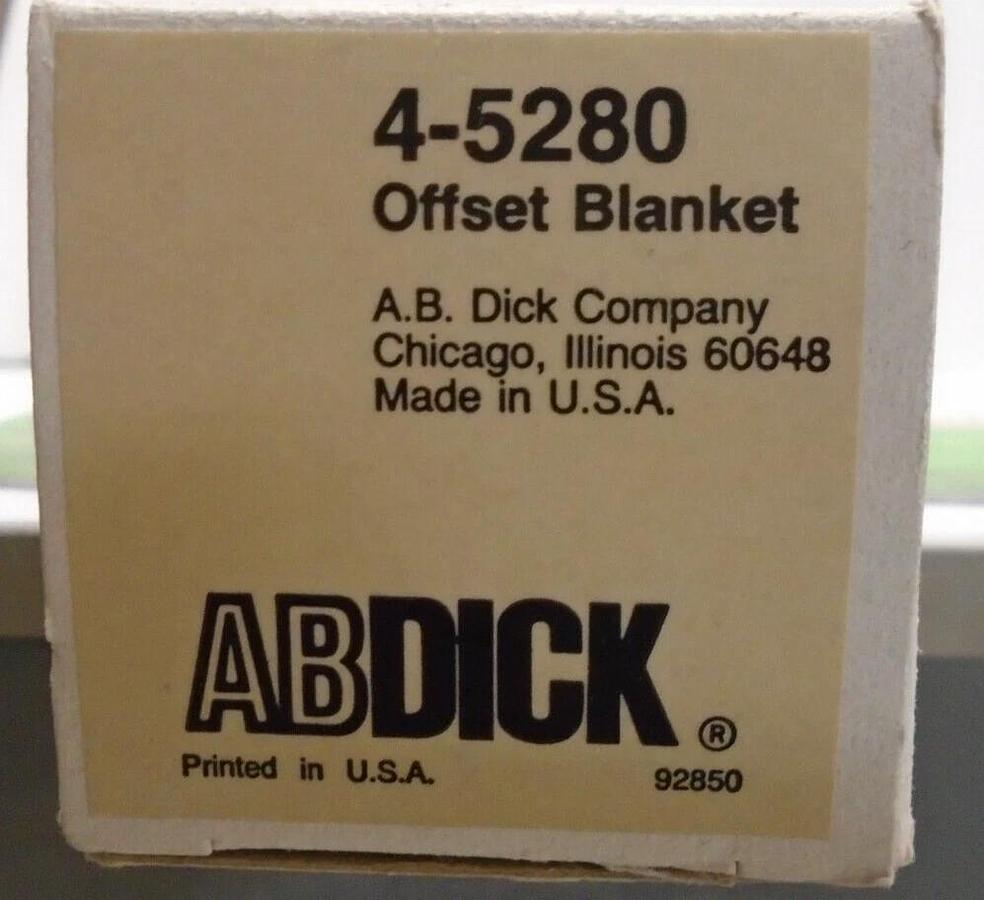 4-5280
Offset Blanket
A.B. Dick Company
Chicago, Illinois 60648
Made in U.S.A.
ABDICK ®
Printed in U.S.A. 92850